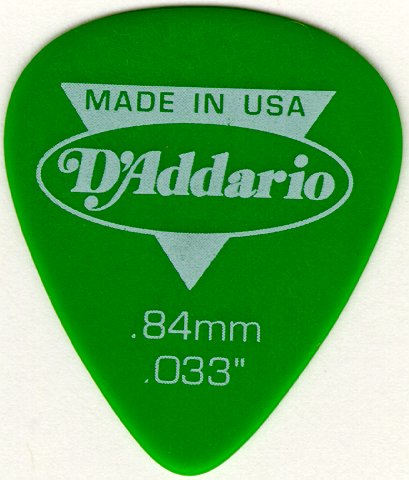 MADE IN USA
D'Addario
.84mm
.033"